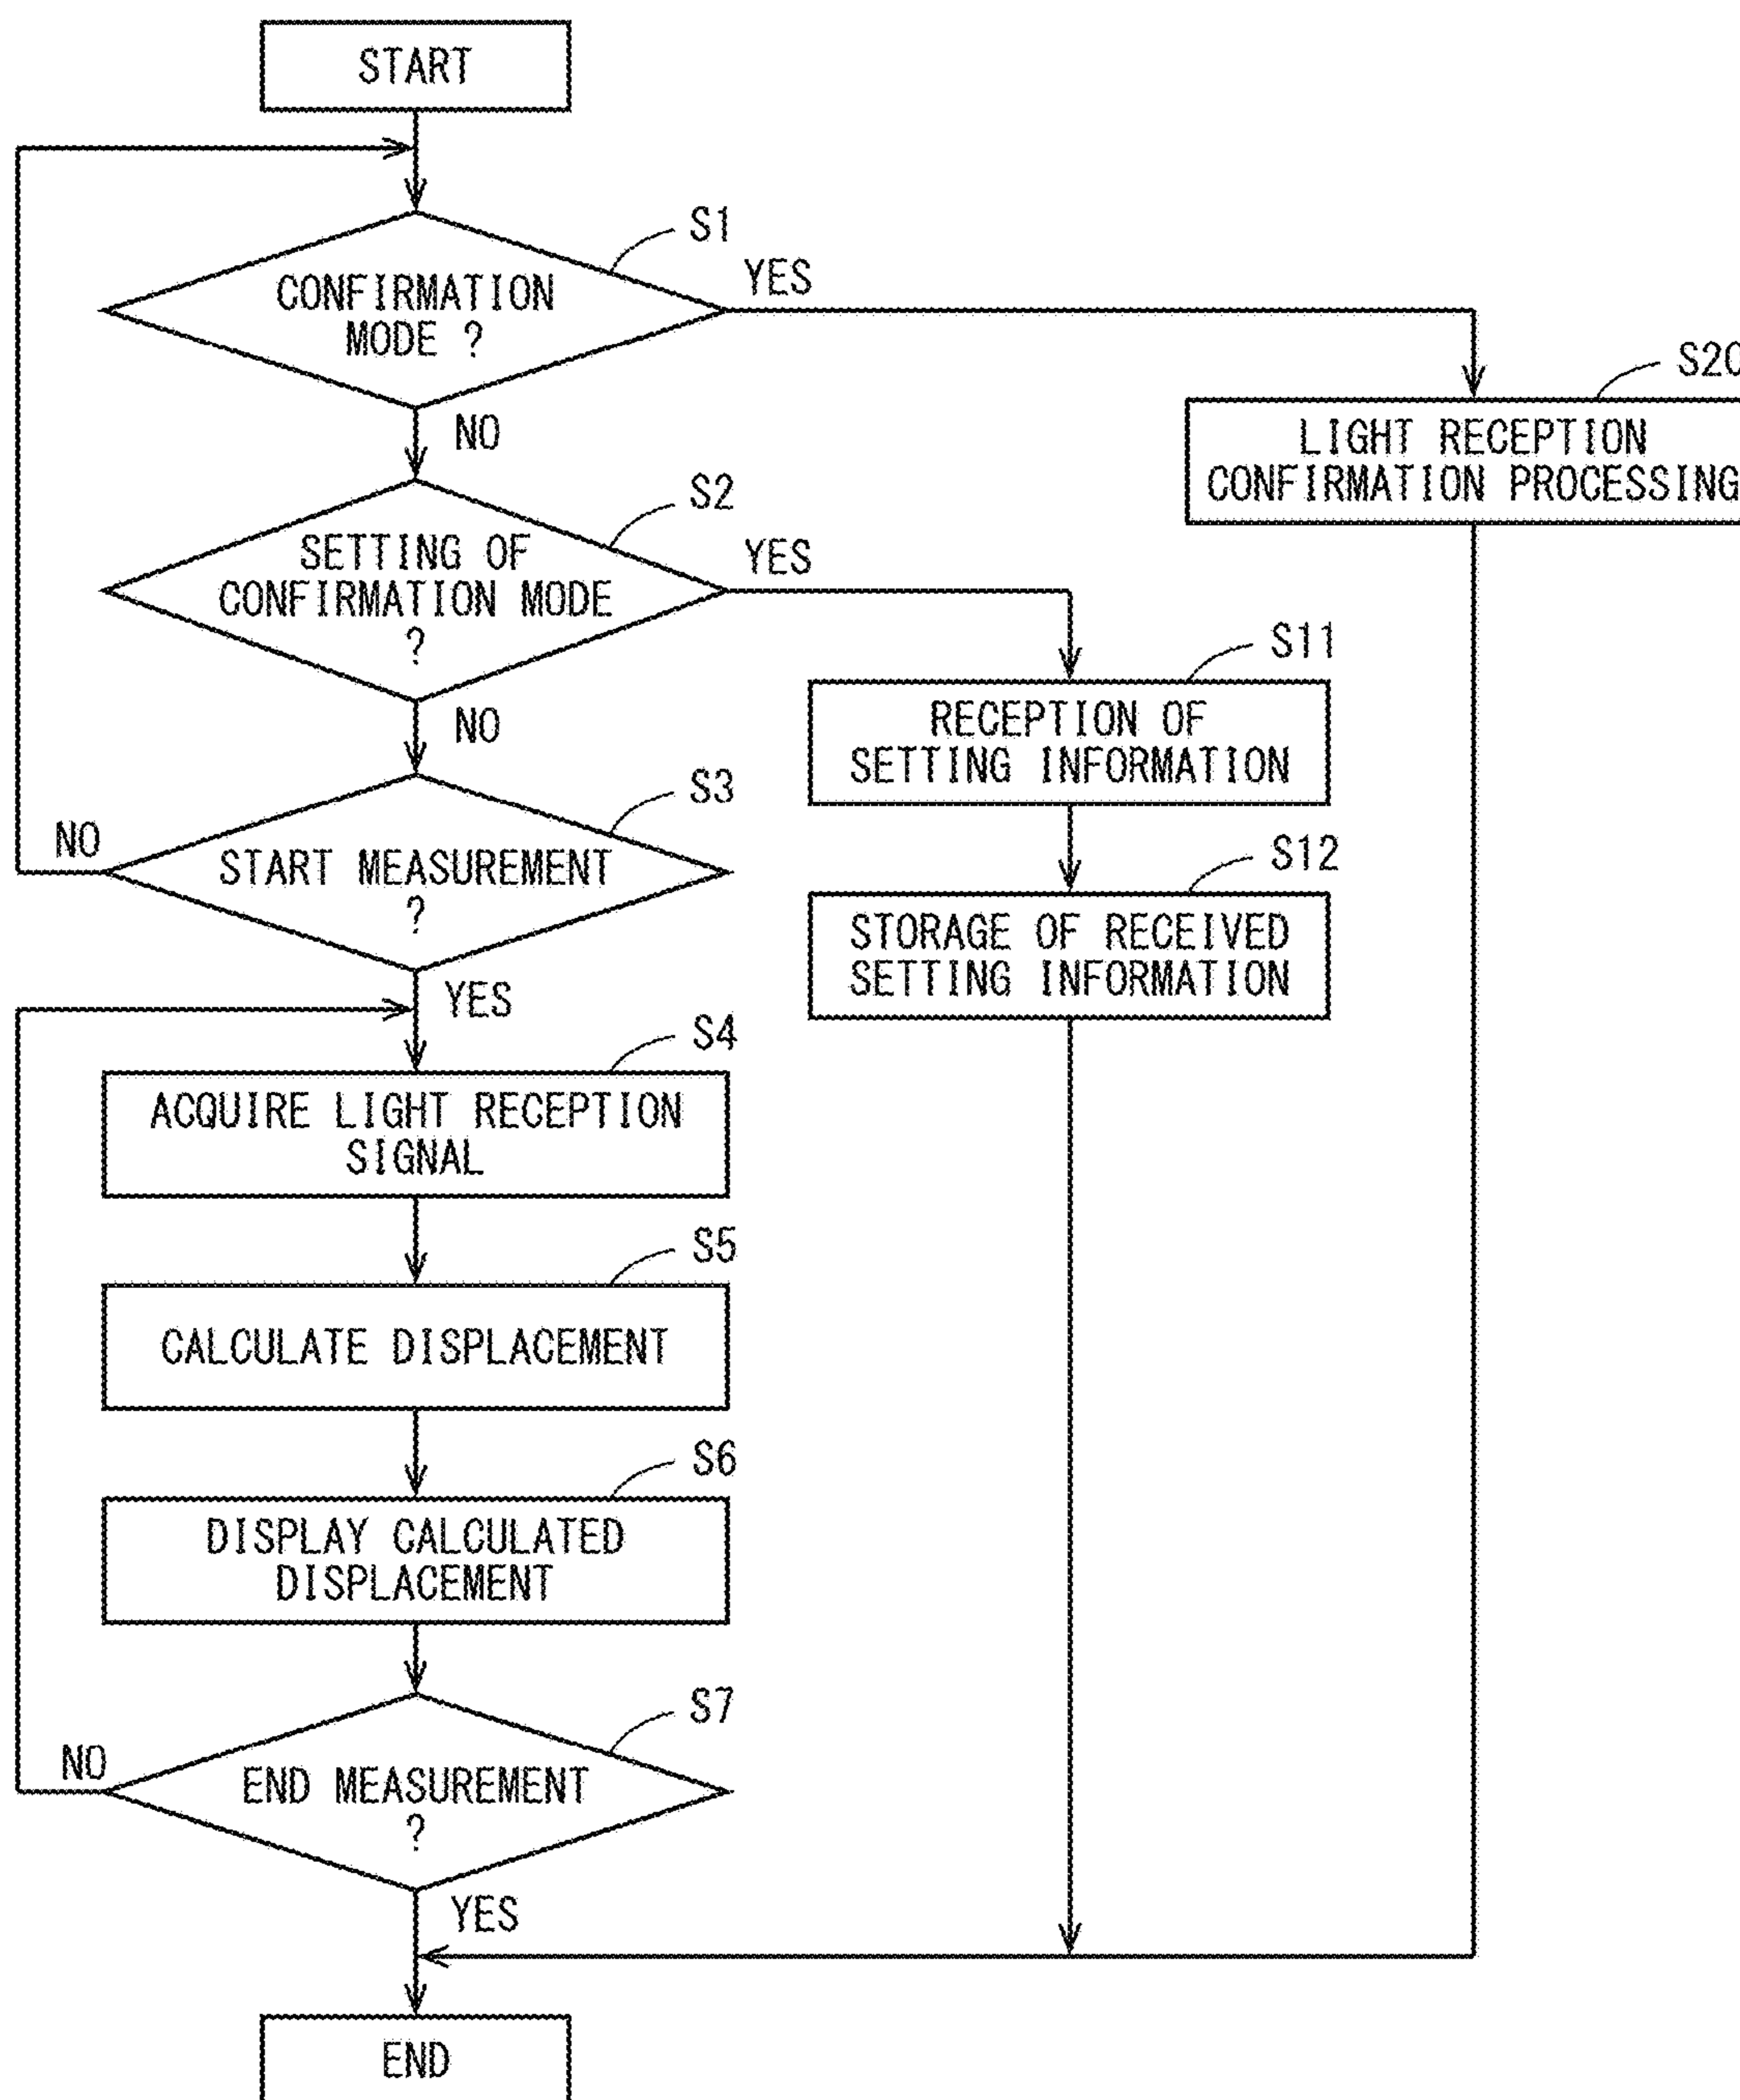 START
S1
CONFIRMATION
MODE ?
YES
NO
S20
LIGHT RECEPTION
CONFIRMATION PROCESSING
S2
SETTING OF
CONFIRMATION MODE
?
YES
NO
S11
RECEPTION OF
SETTING INFORMATION
S12
STORAGE OF RECEIVED
SETTING INFORMATION
S3
START MEASUREMENT
?
NO
YES
S4
ACQUIRE LIGHT RECEPTION
SIGNAL
S5
CALCULATE DISPLACEMENT
S6
DISPLAY CALCULATED
DISPLACEMENT
S7
END MEASUREMENT
?
NO
YES
END